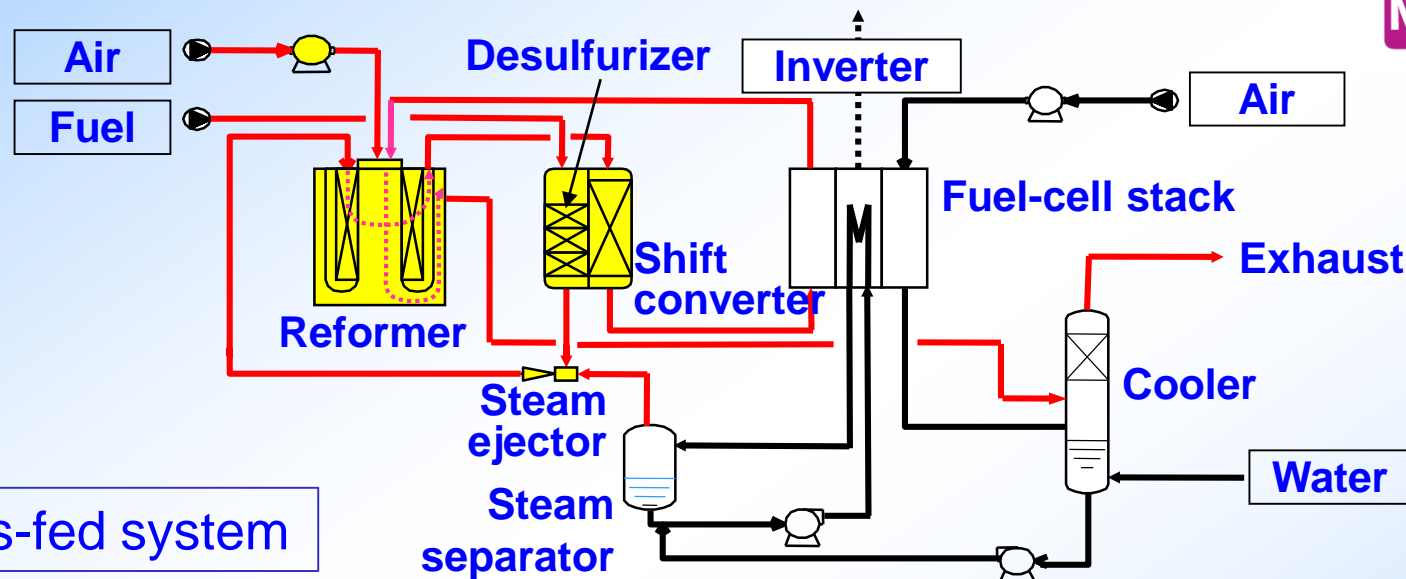 Air
Desulfurizer
Inverter
Air
Fuel
Fuel-cell stack
Shift
converter
Exhaust
Reformer
Steam
ejector
Cooler
Water
Steam
separator
s-fed system